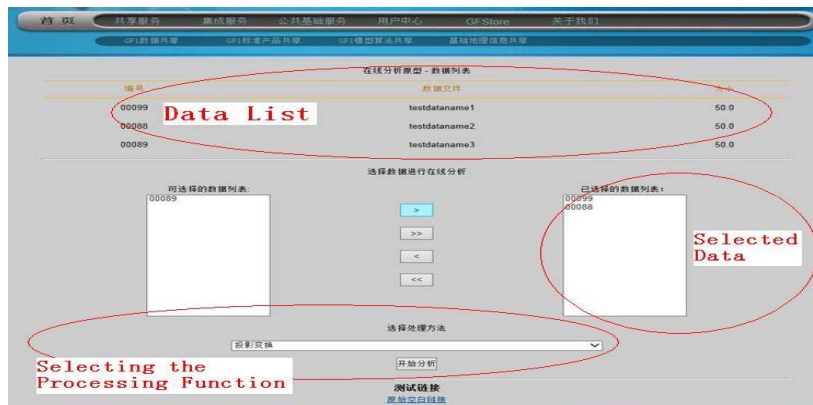 首 页 共享服务 集成服务 公共基础服务 用户中心 GFStore 关于我们
GF1数据共享 GF1标准产品共享 GF1模型算法共享 基础地理信息共享
在线分析原型 - 数据列表
编号 数据文件 大小
00099 testdataname1 50.0
Data List
00088 testdataname2 50.0
00089 testdataname3 50.0
选择数据进行在线分析
可选择的数据列表: 已选择的数据列表:
00089 00099
00088
>
>>
<
<<
Selected
Data
选择处理方法
投影变换
开始分析
Selecting the
Processing Function
测试链接
原始空白链接